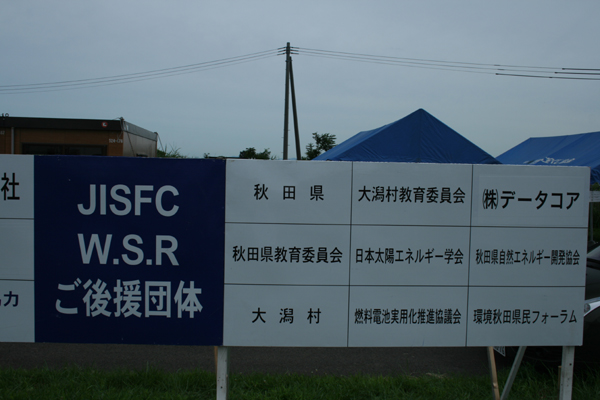 社
力
JISFC
W.S.R
ご後援団体
秋田県
大潟村教育委員会
㈱データコア
秋田県教育委員会
日本太陽エネルギー学会
秋田県自然エネルギー開発協会
大潟村
燃料電池実用化推進協議会
環境秋田県民フォーラム